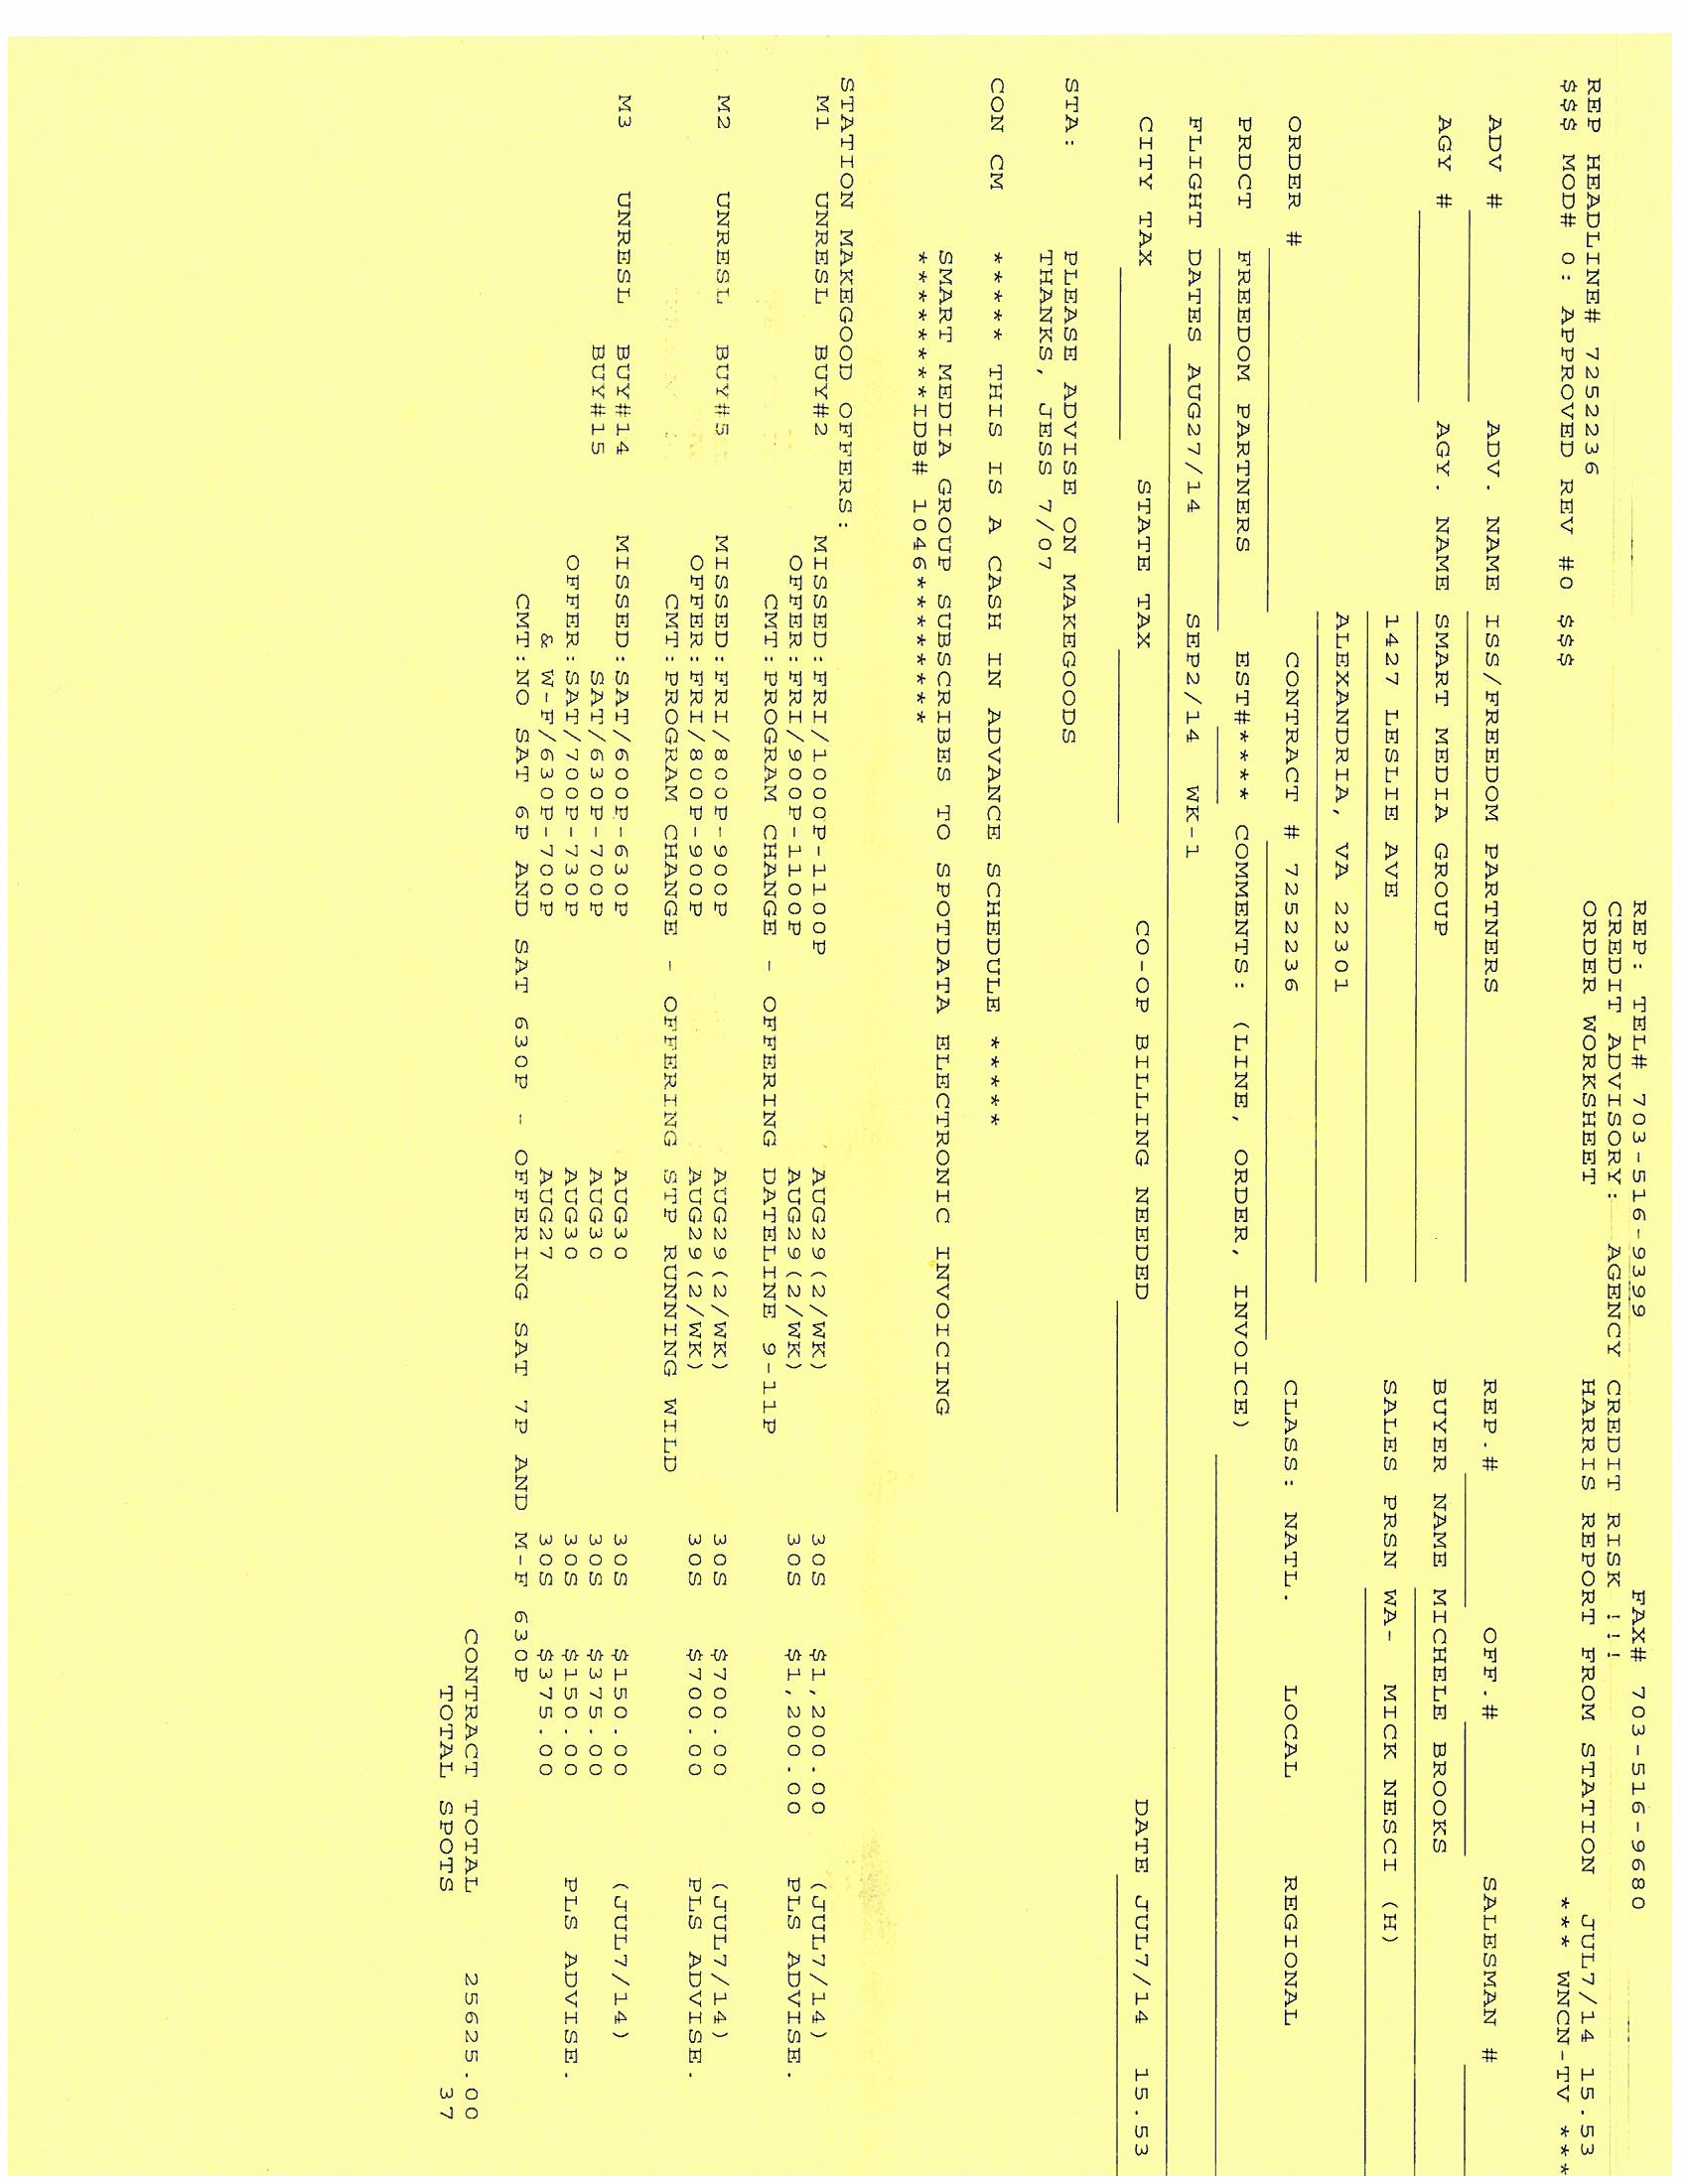 REP: TEL# 703-516-9399 FAX# 703-516-9680
CREDIT ADVISORY: AGENCY CREDIT RISK !!!
REP HEADLINE# 7252236 ORDER WORKSHEET HARRIS REPORT FROM STATION JUL7/14 15.53
$$$ MOD# 0: APPROVED REV #0 $$$ *** WNCN-TV ***
ADV # ADV. NAME ISS/FREEDOM PARTNERS REP.# OFF.# SALESMAN #
AGY # AGY. NAME SMART MEDIA GROUP BUYER NAME MICHELE BROOKS
1427 LESLIE AVE SALES PRSN WA- MICK NESCI (H)
ALEXANDRIA, VA 22301
ORDER # CONTRACT # 7252236 CLASS: NATL. LOCAL REGIONAL
PRDCT FREEDOM PARTNERS EST#**** COMMENTS: (LINE, ORDER, INVOICE)
FLIGHT DATES AUG27/14 SEP2/14 WK-1
CITY TAX STATE TAX CO-OP BILLING NEEDED DATE JUL7/14 15.53
STA: PLEASE ADVISE ON MAKEGOODS
THANKS, JESS 7/07
CON CM ***** THIS IS A CASH IN ADVANCE SCHEDULE *****
SMART MEDIA GROUP SUBSCRIBES TO SPOTDATA ELECTRONIC INVOICING
********IDB# 1046********
STATION MAKEGOOD OFFERS:
M1 UNRESL BUY#2 MISSED:FRI/1000P-1100P AUG29(2/WK) 30S $1,200.00 (JUL7/14)
OFFER:FRI/900P-1100P AUG29(2/WK) 30S $1,200.00 PLS ADVISE.
CMT:PROGRAM CHANGE - OFFERING DATELINE 9-11P
M2 UNRESL BUY#5 MISSED:FRI/800P-900P AUG29(2/WK) 30S $700.00 (JUL7/14)
OFFER:FRI/800P-900P AUG29(2/WK) 30S $700.00 PLS ADVISE.
CMT:PROGRAM CHANGE - OFFERING STP RUNNING WILD
M3 UNRESL BUY#14 MISSED:SAT/600P-630P AUG30 30S $150.00 (JUL7/14)
BUY#15 SAT/630P-700P AUG30 30S $375.00
OFFER:SAT/700P-730P AUG30 30S $150.00 PLS ADVISE.
& W-F/630P-700P AUG27 30S $375.00
CMT:NO SAT 6P AND SAT 630P - OFFERING SAT 7P AND M-F 630P
CONTRACT TOTAL 25625.00
TOTAL SPOTS 37